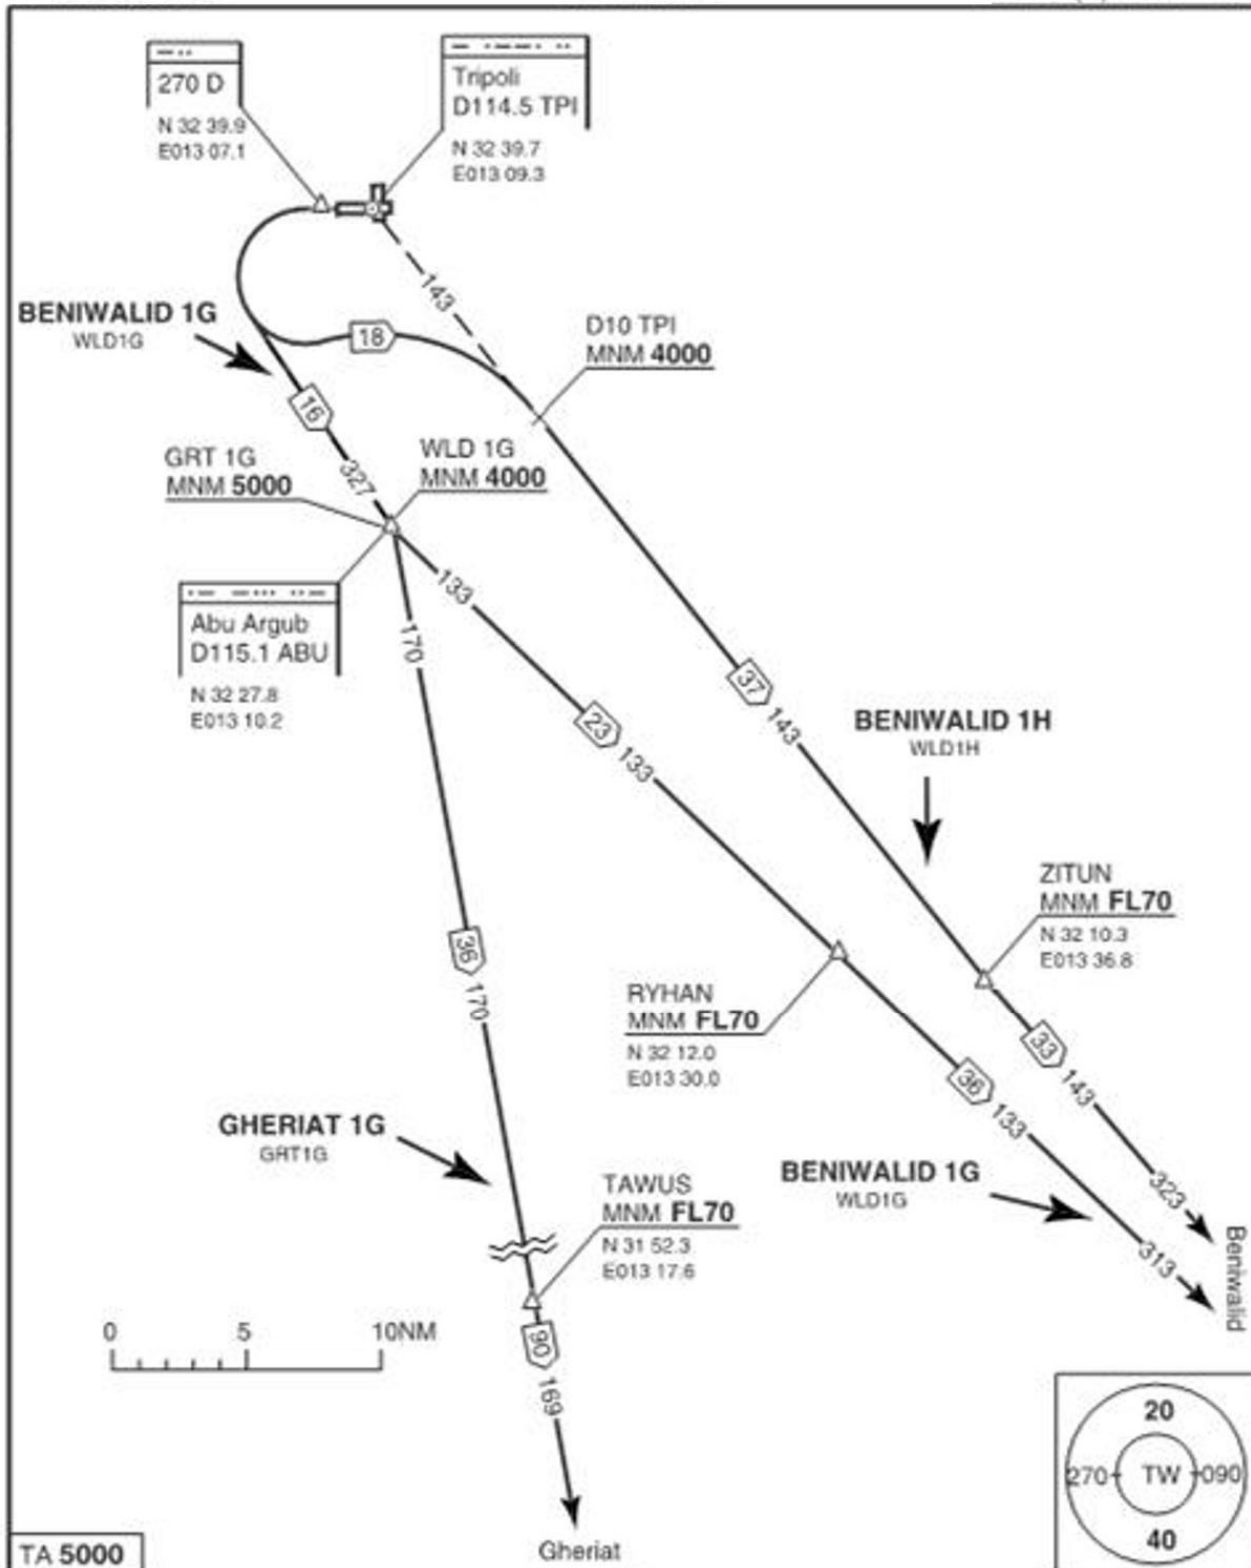 270 D
N 32 39.9
E013 07.1
Tripoli
D114.5 TPI
N 32 39.7
E013 09.3
143
BENIWALID 1G
WLD1G
18
D10 TPI
MNM 4000
16
327
GRT 1G
MNM 5000
WLD 1G
MNM 4000
133
Abu Argub
D115.1 ABU
N 32 27.8
E013 10.2
170
37
143
23
133
BENIWALID 1H
WLD1H
ZITUN
MNM FL70
N 32 10.3
E013 36.8
36
170
RYHAN
MNM FL70
N 32 12.0
E013 30.0
33
143
36
133
GHERIAT 1G
GRT1G
BENIWALID 1G
WLD1G
323
313
Beniwalid
TAWUS
MNM FL70
N 31 52.3
E013 17.6
0 5 10NM
90
169
Gheriat
20
270 TW 090
40
TA 5000